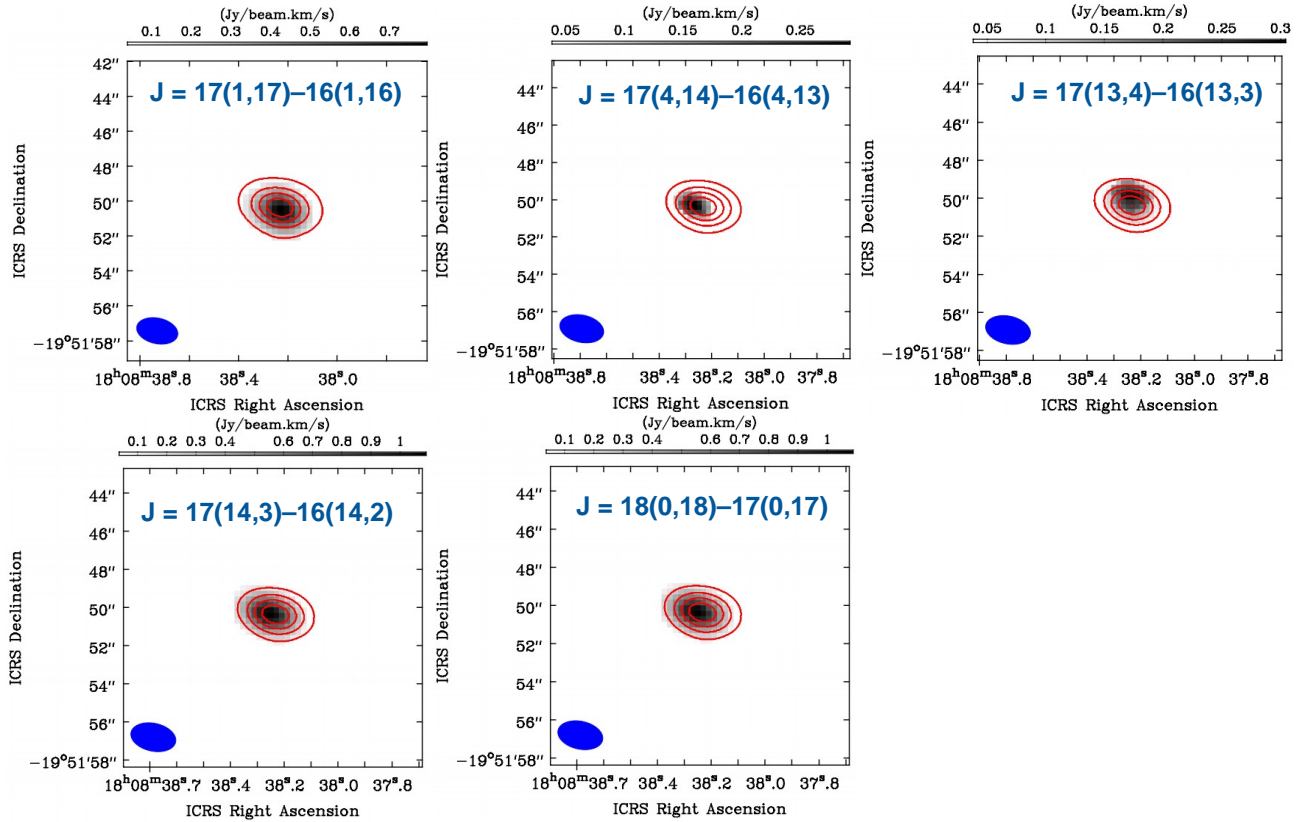 (Jy/beam.km/s)
0.1 0.2 0.3 0.4 0.5 0.6 0.7
J = 17(1,17)–16(1,16)
42''
44''
46''
48''
50''
52''
54''
56''
−19°51'58''
18ʰ08ᵐ38ˢ.8 38ˢ.4 38ˢ.0
ICRS Right Ascension
ICRS Declination
(Jy/beam.km/s)
0.05 0.1 0.15 0.2 0.25
J = 17(4,14)–16(4,13)
44''
46''
48''
50''
52''
54''
56''
−19°51'58''
18ʰ08ᵐ38ˢ.8 38ˢ.4 38ˢ.2 38ˢ.0 37ˢ.8
ICRS Right Ascension
ICRS Declination
(Jy/beam.km/s)
0.05 0.1 0.15 0.2 0.25 0.3
J = 17(13,4)–16(13,3)
44''
46''
48''
50''
52''
54''
56''
−19°51'58''
18ʰ08ᵐ38ˢ.8 38ˢ.4 38ˢ.2 38ˢ.0 37ˢ.8
ICRS Right Ascension
ICRS Declination
(Jy/beam.km/s)
0.1 0.2 0.3 0.4 0.6 0.7 0.8 0.9 1
J = 17(14,3)–16(14,2)
44''
46''
48''
50''
52''
54''
56''
−19°51'58''
18ʰ08ᵐ38ˢ.7 38ˢ.4 38ˢ.2 38ˢ.0 37ˢ.9
ICRS Right Ascension
ICRS Declination
(Jy/beam.km/s)
0.1 0.2 0.3 0.4 0.6 0.7 0.8 0.9 1
J = 18(0,18)–17(0,17)
44''
46''
48''
50''
52''
54''
56''
−19°51'58''
18ʰ08ᵐ38ˢ.7 38ˢ.4 38ˢ.2 38ˢ.0 37ˢ.9
ICRS Right Ascension
ICRS Declination